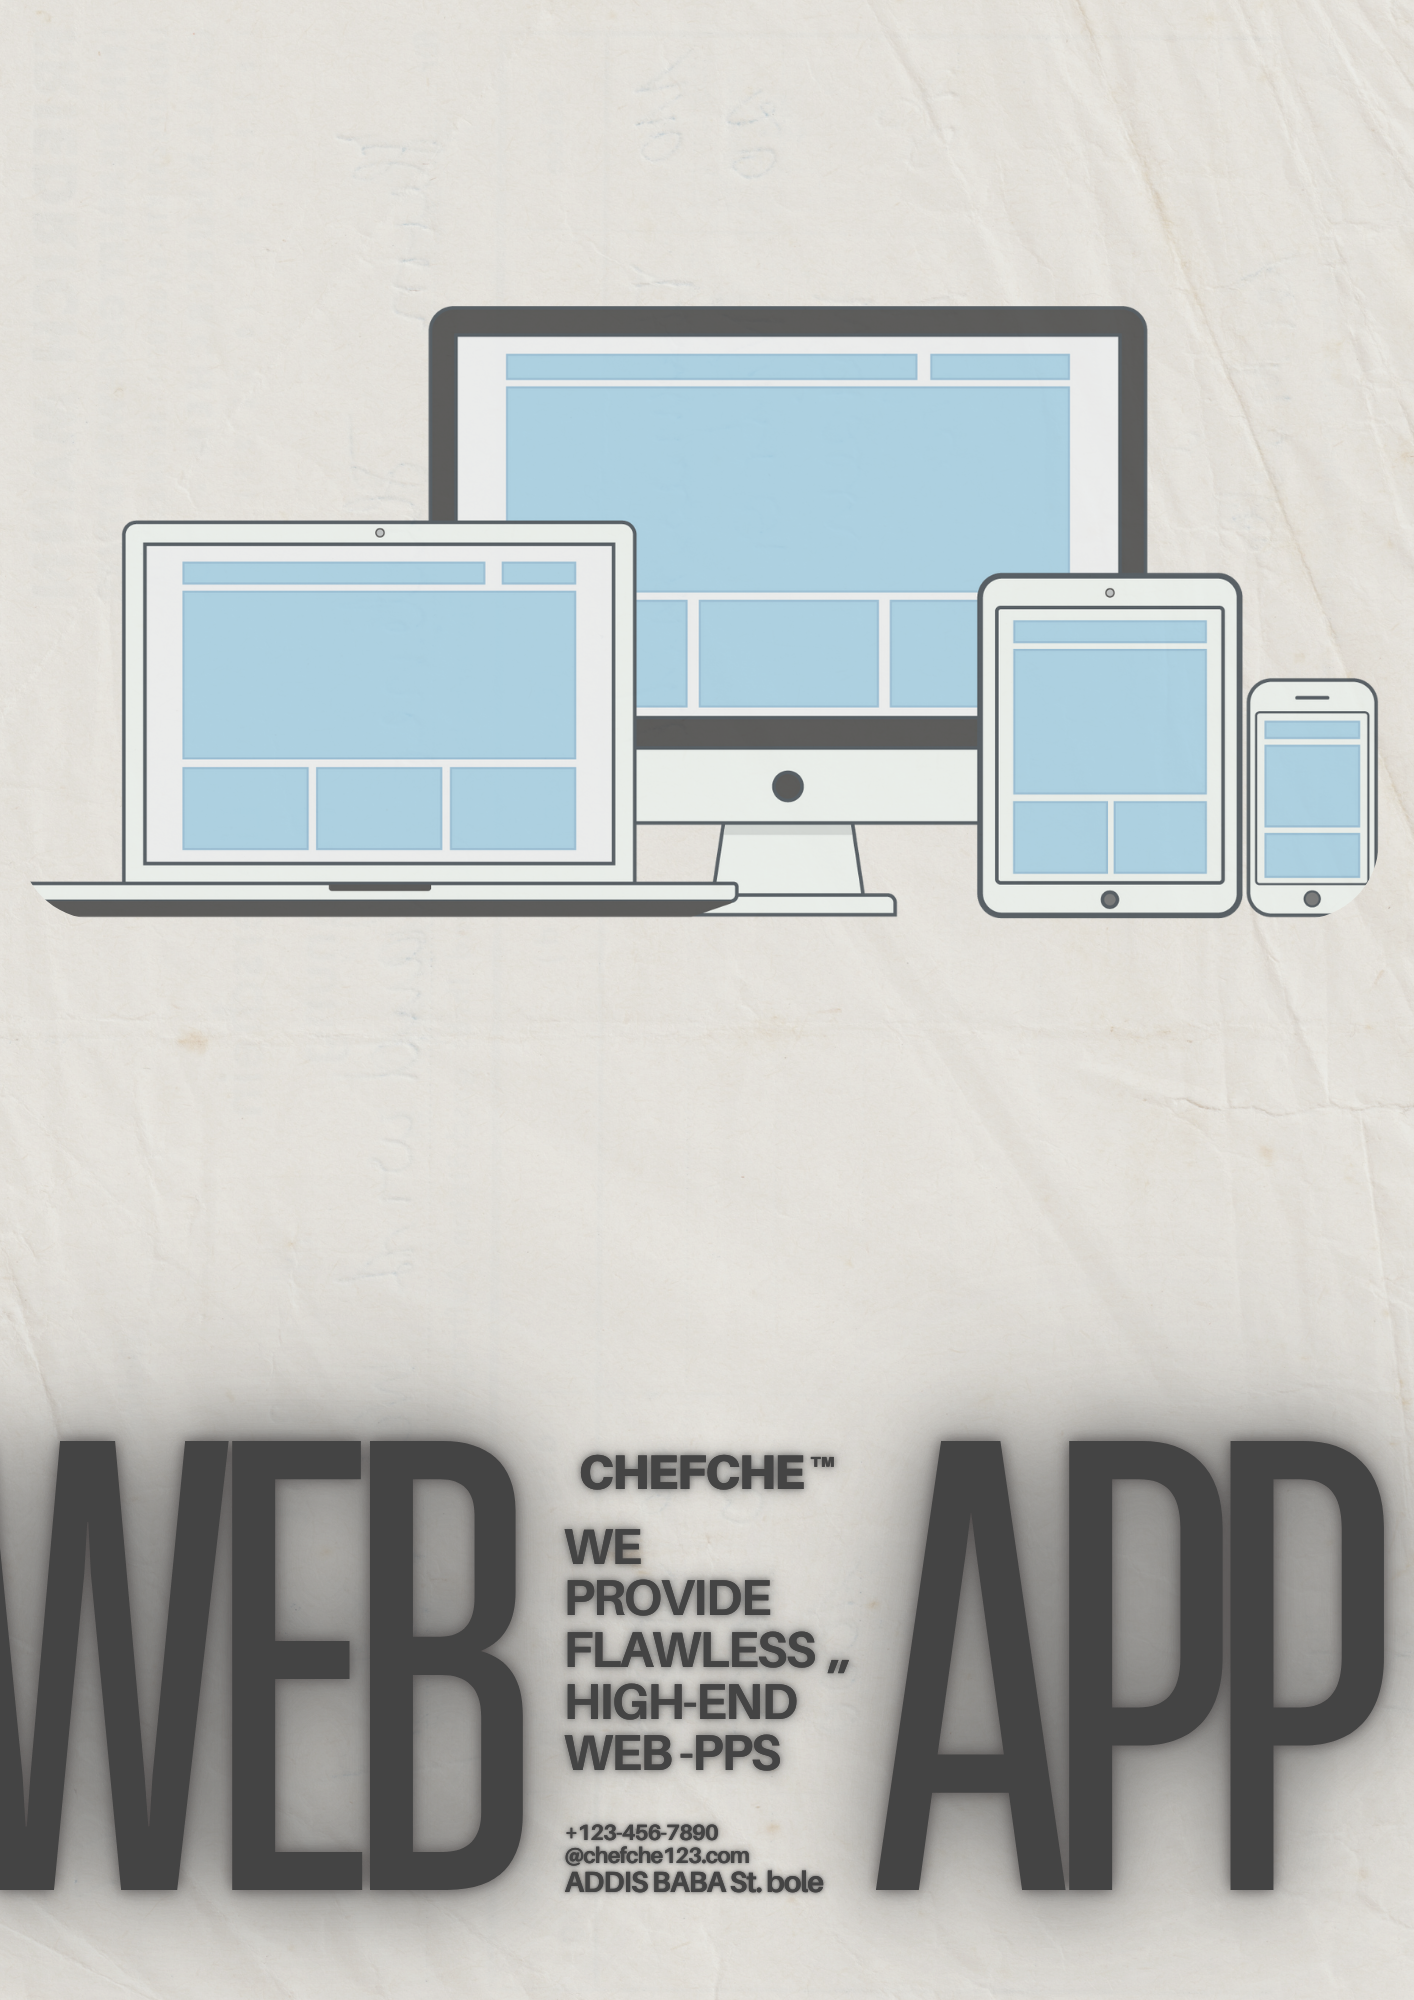 WEB
CHEFCHE™
WE
PROVIDE
FLAWLESS „
HIGH-END
WEB -PPS
+123-456-7890
@chefche123.com
ADDIS BABA St. bole
APP